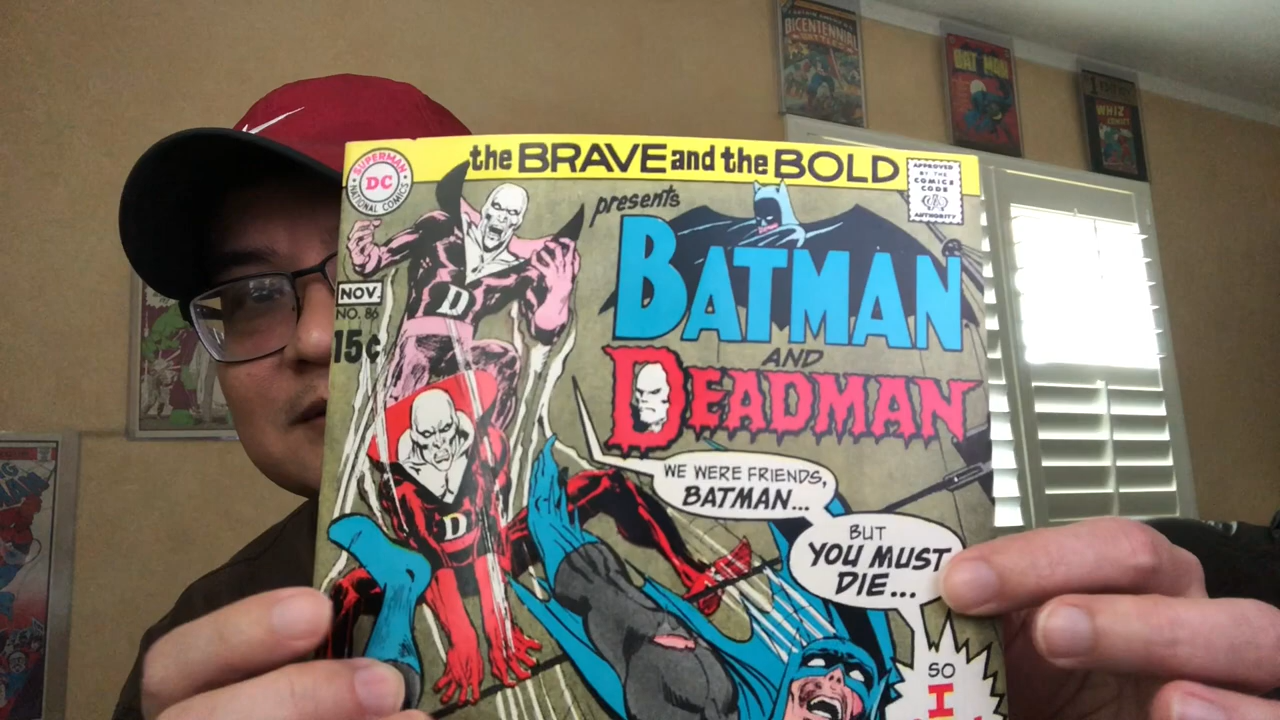 BICENTENNIAL
BATMAN
WHIZ
COMICS
the BRAVE and the BOLD
SUPERMAN
DC
NATIONAL COMICS
APPROVED
BY THE
COMICS
CODE
AUTHORITY
presents
BATMAN
AND
DEADMAN
D
NOV.
NO. 86
15¢
D
WE WERE FRIENDS,
BATMAN...
BUT
YOU MUST
DIE...
SO
I